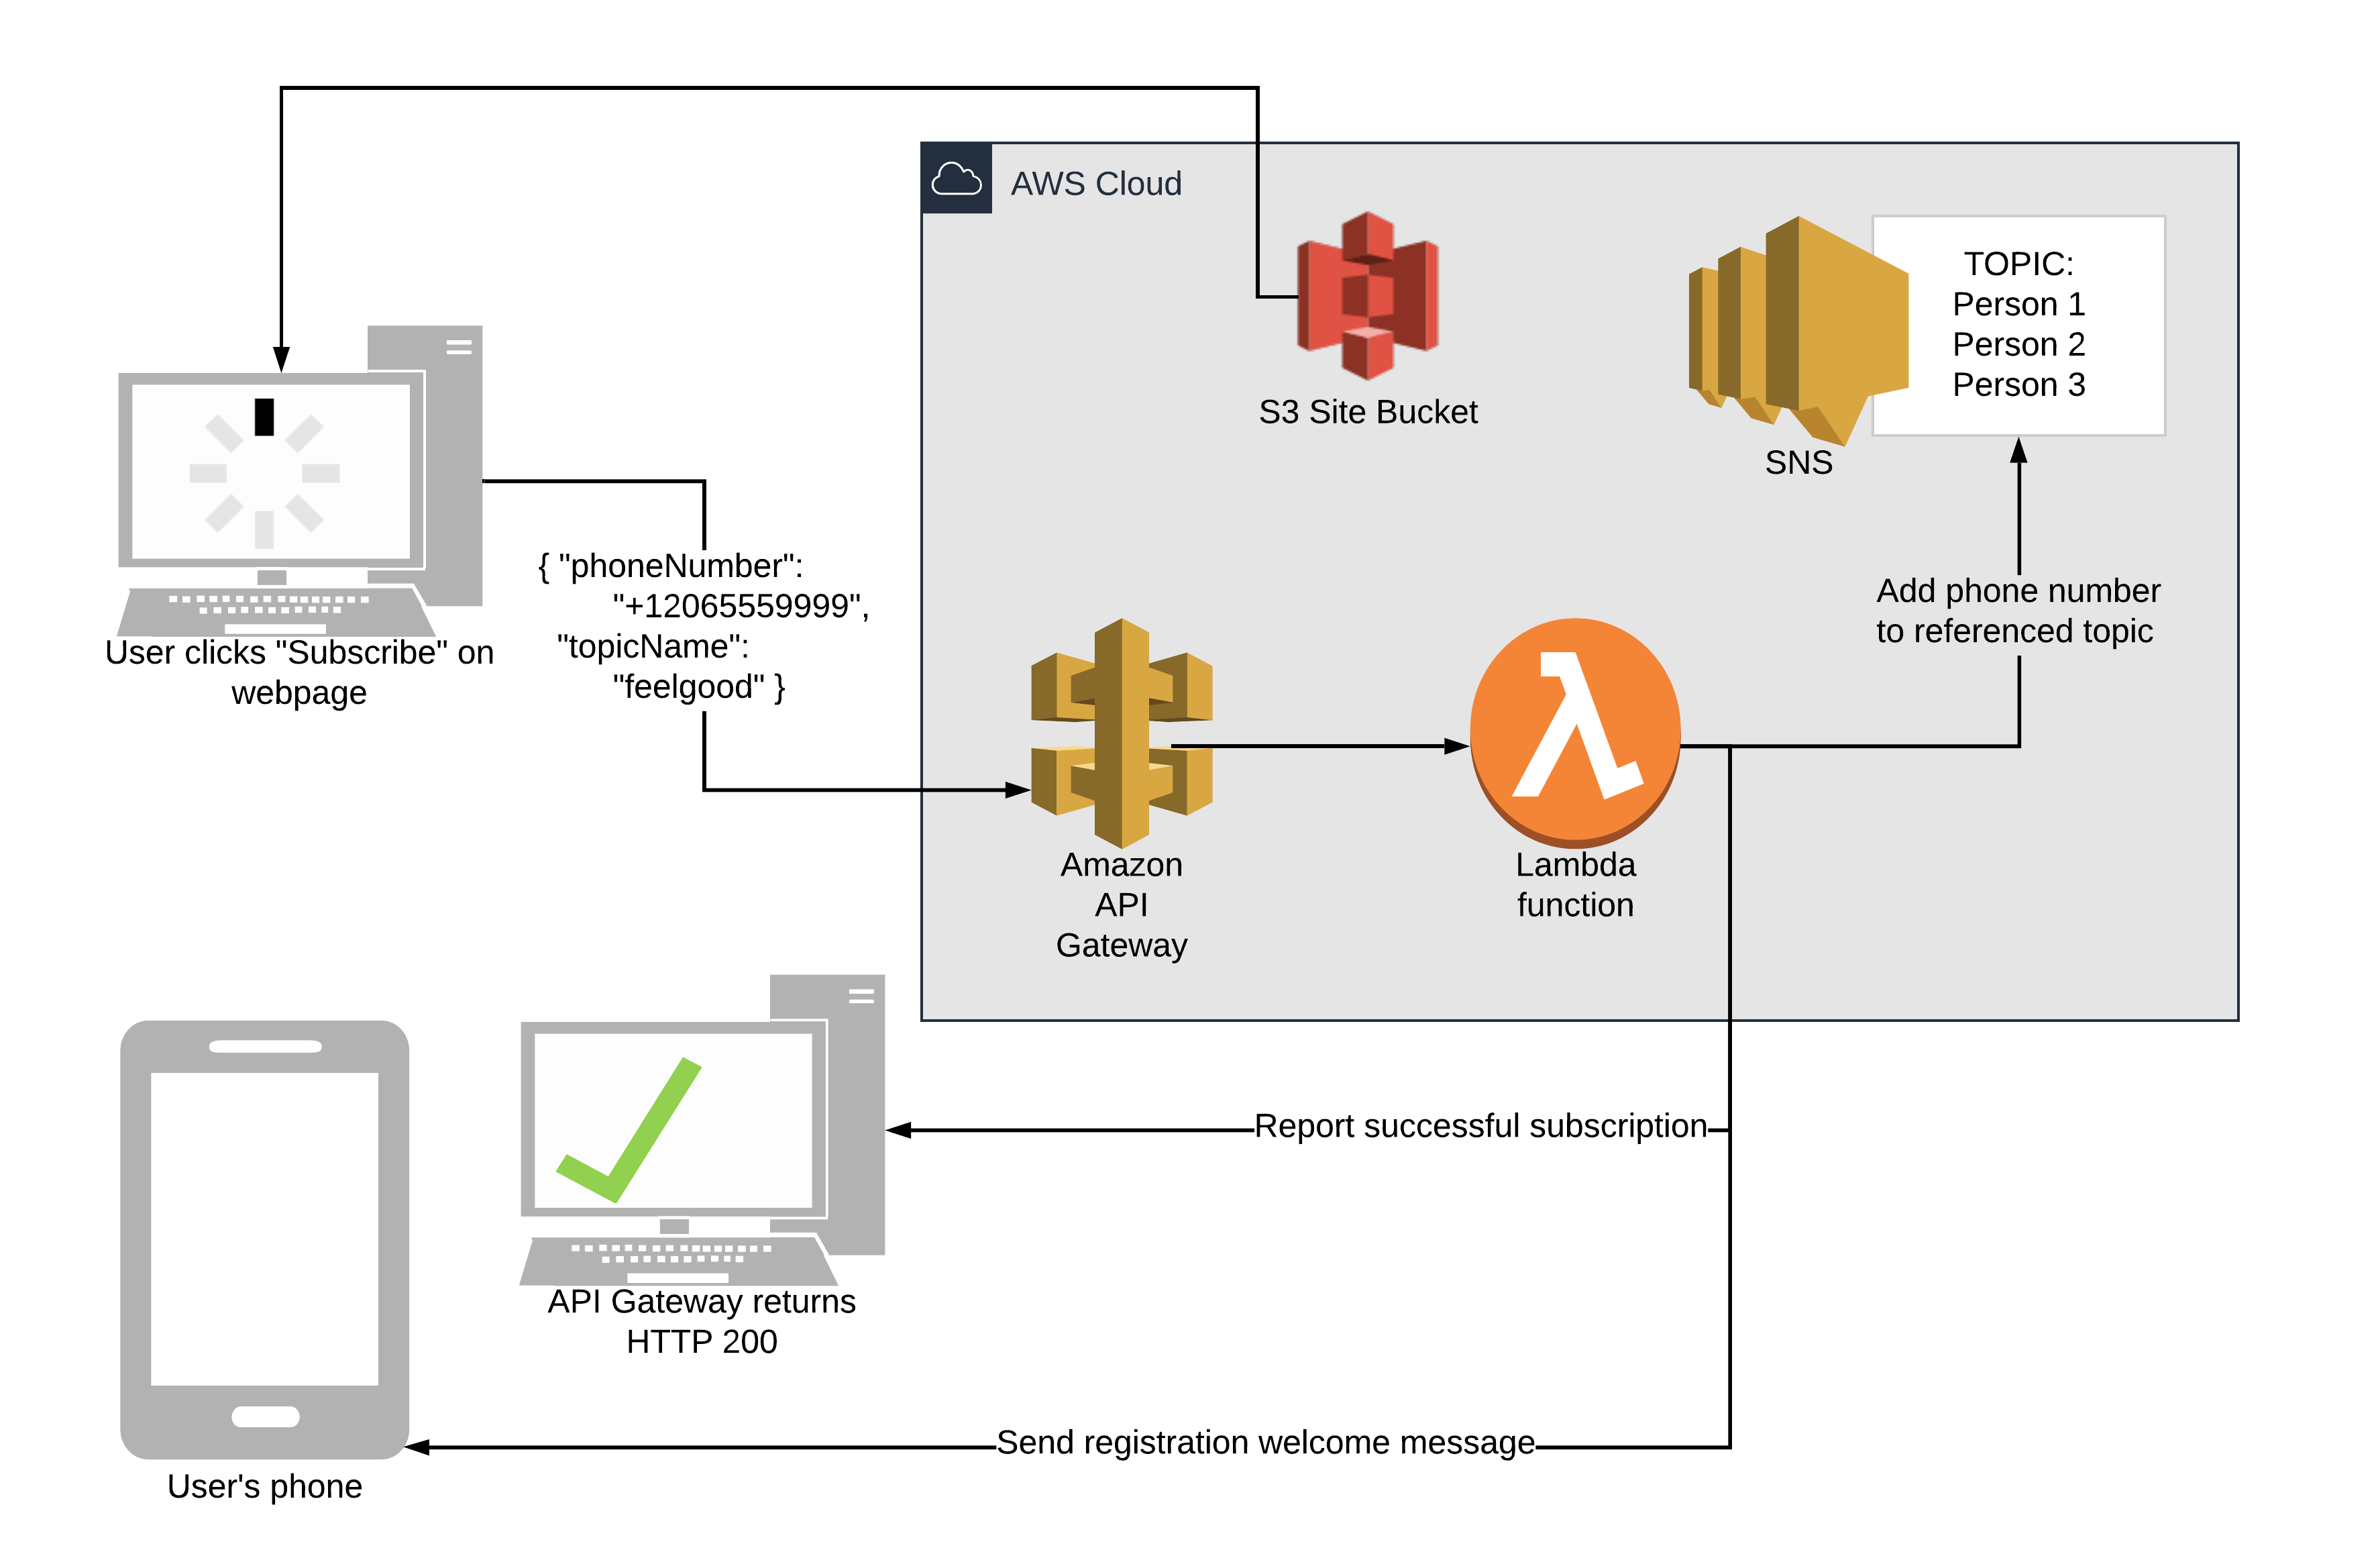 AWS Cloud
S3 Site Bucket
SNS
TOPIC:
Person 1
Person 2
Person 3
User clicks "Subscribe" on
webpage
{ "phoneNumber":
"+12065559999",
"topicName":
"feelgood" }
Add phone number
to referenced topic
Amazon
API
Gateway
Lambda
function
Report successful subscription
API Gateway returns
HTTP 200
Send registration welcome message
User's phone